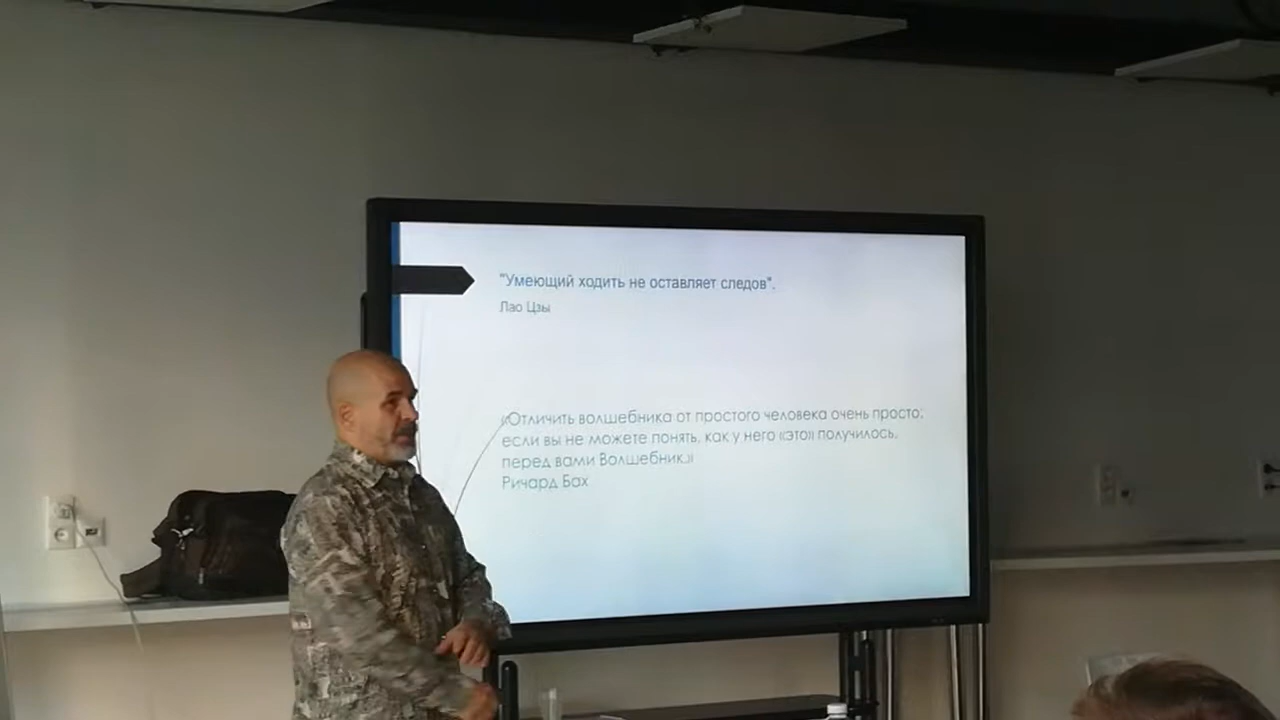 "Умеющий ходить не оставляет следов".
Лао Цзы
«Отличить волшебника от простого человека очень просто:
если вы не можете понять, как у него «это» получилось,
перед вами Волшебник.»
Ричард Бах